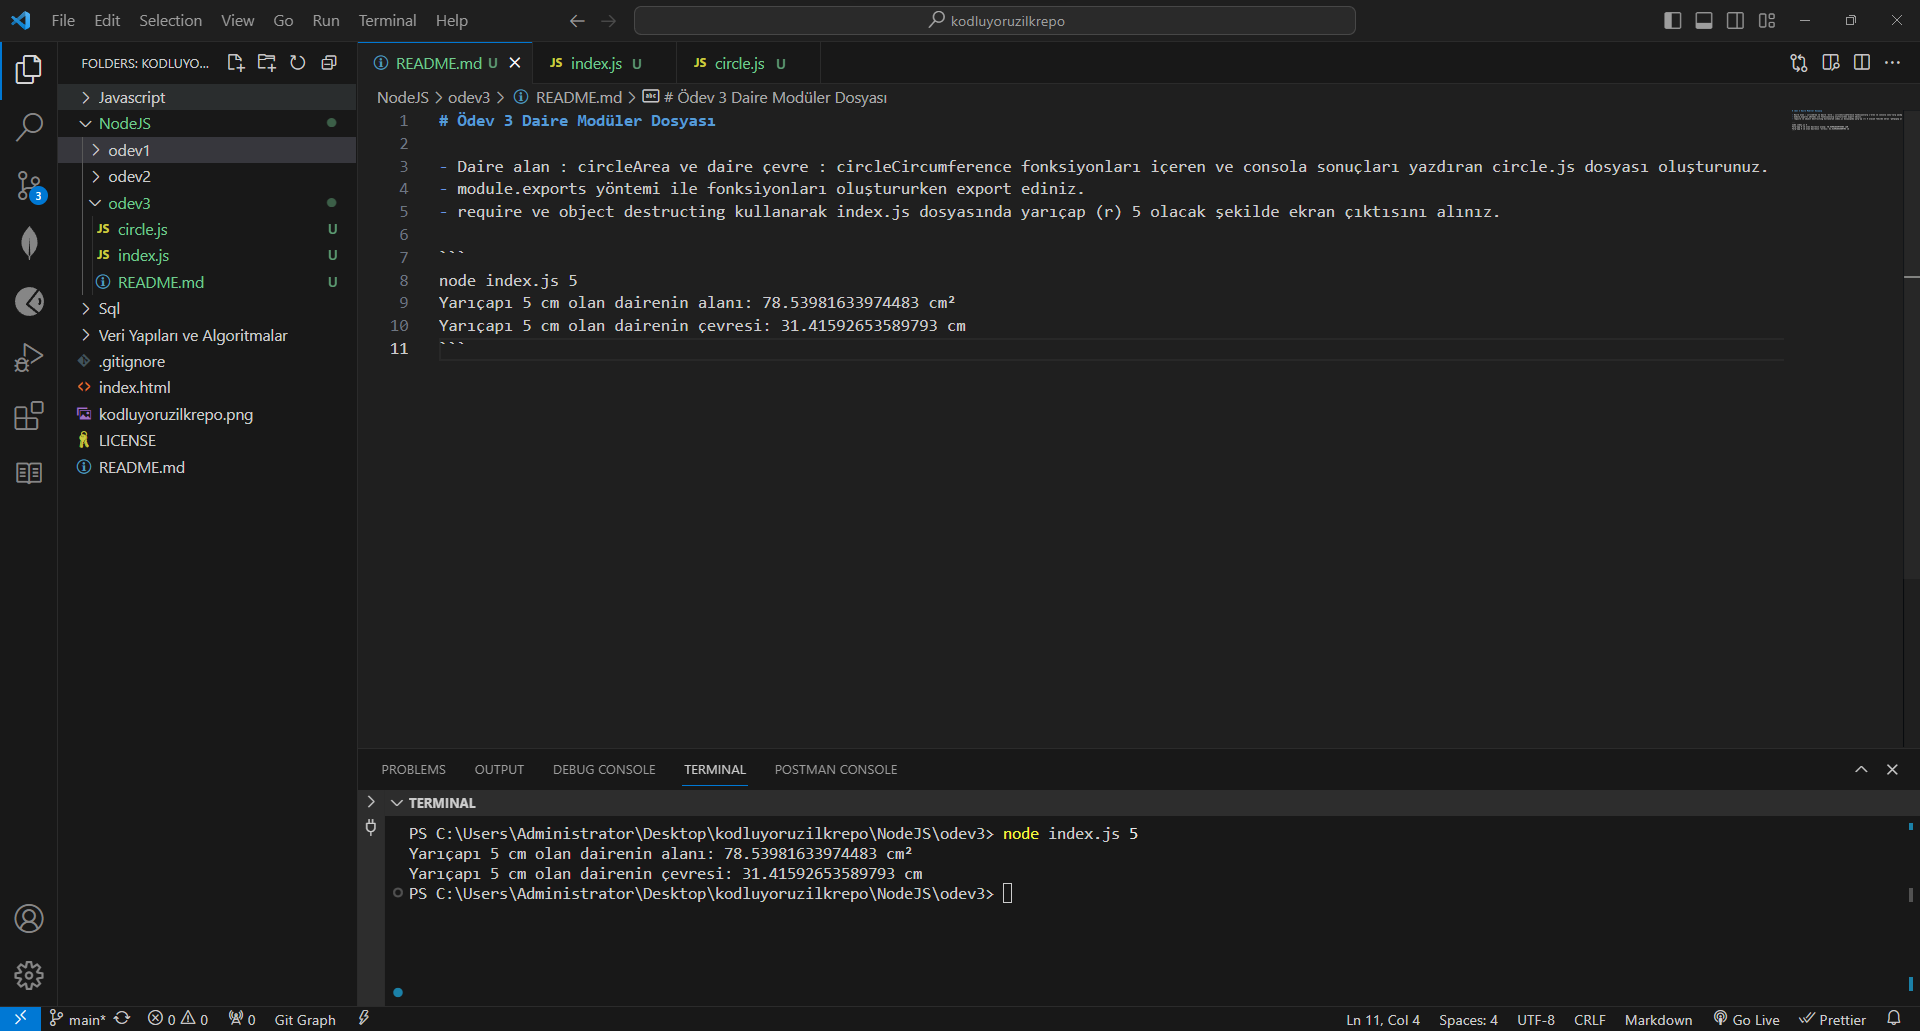 File Edit Selection View Go Run Terminal Help
kodluyoruzilkrepo
FOLDERS: KODLUYO...
Javascript
NodeJS
odev1
odev2
odev3
JS circle.js U
JS index.js U
README.md U
Sql
Veri Yapıları ve Algoritmalar
.gitignore
index.html
kodluyoruzilkrepo.png
LICENSE
README.md
3
README.md U
JS index.js U
JS circle.js U
NodeJS > odev3 > README.md > # Ödev 3 Daire Modüler Dosyası
1 # Ödev 3 Daire Modüler Dosyası
2
3 - Daire alan : circleArea ve daire çevre : circleCircumference fonksiyonları içeren ve consola sonuçları yazdıran circle.js dosyası oluşturunuz.
4 - module.exports yöntemi ile fonksiyonları oluştururken export ediniz.
5 - require ve object destructing kullanarak index.js dosyasında yarıçap (r) 5 olacak şekilde ekran çıktısını alınız.
6
7 ```
8 node index.js 5
9 Yarıçapı 5 cm olan dairenin alanı: 78.53981633974483 cm²
10 Yarıçapı 5 cm olan dairenin çevresi: 31.41592653589793 cm
11 ```
PROBLEMS OUTPUT DEBUG CONSOLE TERMINAL POSTMAN CONSOLE
TERMINAL
PS C:\Users\Administrator\Desktop\kodluyoruzilkrepo\NodeJS\odev3> node index.js 5
Yarıçapı 5 cm olan dairenin alanı: 78.53981633974483 cm²
Yarıçapı 5 cm olan dairenin çevresi: 31.41592653589793 cm
PS C:\Users\Administrator\Desktop\kodluyoruzilkrepo\NodeJS\odev3>
main* 0 0 0 Git Graph
Ln 11, Col 4 Spaces: 4 UTF-8 CRLF Markdown Go Live Prettier